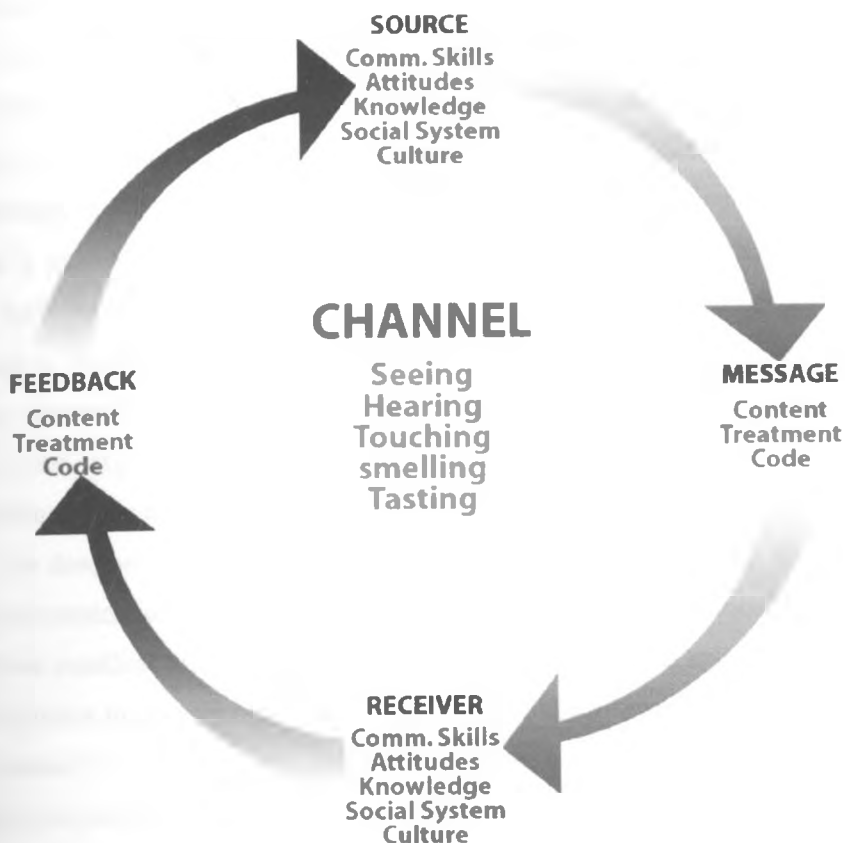 SOURCE
Comm. Skills
Attitudes
Knowledge
Social System
Culture
CHANNEL
Seeing
Hearing
Touching
smelling
Tasting
FEEDBACK
Content
Treatment
Code
MESSAGE
Content
Treatment
Code
RECEIVER
Comm. Skills
Attitudes
Knowledge
Social System
Culture